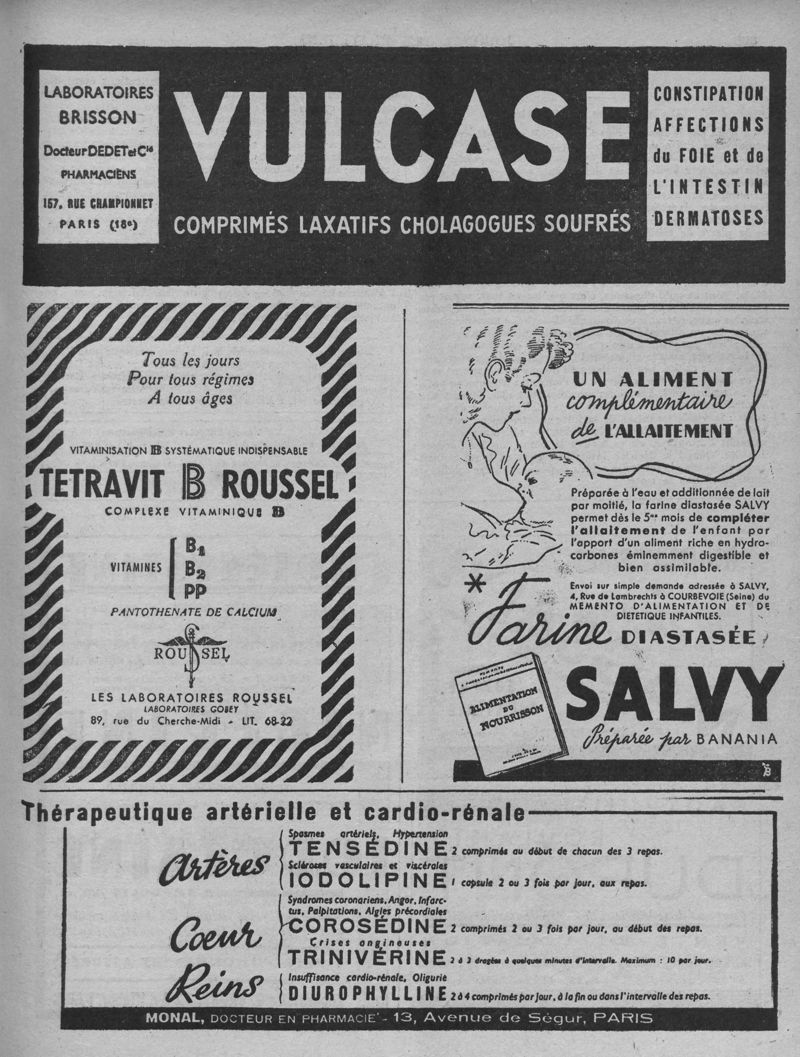 LABORATOIRES
BRISSON
Docteur DEDET et Cie
PHARMACIENS
157, RUE CHAMPIONNET
PARIS (18e)
VULCASE
COMPRIMÉS LAXATIFS CHOLAGOGUES SOUFRÉS
CONSTIPATION
AFFECTIONS
du FOIE et de
L'INTESTIN
DERMATOSES
Tous les jours
Pour tous régimes
A tous âges
VITAMINISATION B SYSTÉMATIQUE INDISPENSABLE
TETRAVIT B ROUSSEL
COMPLEXE VITAMINIQUE B
VITAMINES
B1
B2
PP
PANTOTHENATE DE CALCIUM
ROUSSEL
LES LABORATOIRES ROUSSEL
LABORATOIRES GOBEY
89, rue du Cherche-Midi - LIT. 68-22
UN ALIMENT
complémentaire
de L'ALLAITEMENT
Préparée à l'eau et additionnée de lait
par moitié, la farine diastasée SALVY
permet dès le 5me mois de compléter
l'allaitement de l'enfant par
l'apport d'un aliment riche en hydro-
carbones éminemment digestible et
bien assimilable.
Envoi sur simple demande adressée à SALVY,
4, Rue de Lambrechts à COURBEVOIE (Seine) du
MEMENTO D'ALIMENTATION ET DE
DIETETIQUE INFANTILES.
* Farine DIASTASÉE
SALVY
Préparée par BANANIA
ALIMENTATION
DU
NOURRISSON
Thérapeutique artérielle et cardio-rénale
Artères
Spasmes artériels, Hypertension
TENSÉDINE 2 comprimés au début de chacun des 3 repas.
Scléroses vasculaires et viscérales
IODOLIPINE 1 capsule 2 ou 3 fois par jour, aux repas.
Coeur
Syndromes coronariens, Angor, Infarc-
tus, Palpitations, Algies précordiales
COROSÉDINE 2 comprimés 2 ou 3 fois par jour, au début des repas.
Crises angineuses
TRINIVÉRINE 2 à 3 dragées à quelques minutes d'intervalle. Maximum : 10 par jour.
Reins
Insuffisance cardio-rénale, Oligurie
DIUROPHYLLINE 2 à 4 comprimés par jour, à la fin ou dans l'intervalle des repas.
MONAL, DOCTEUR EN PHARMACIE - 13, Avenue de Ségur, PARIS